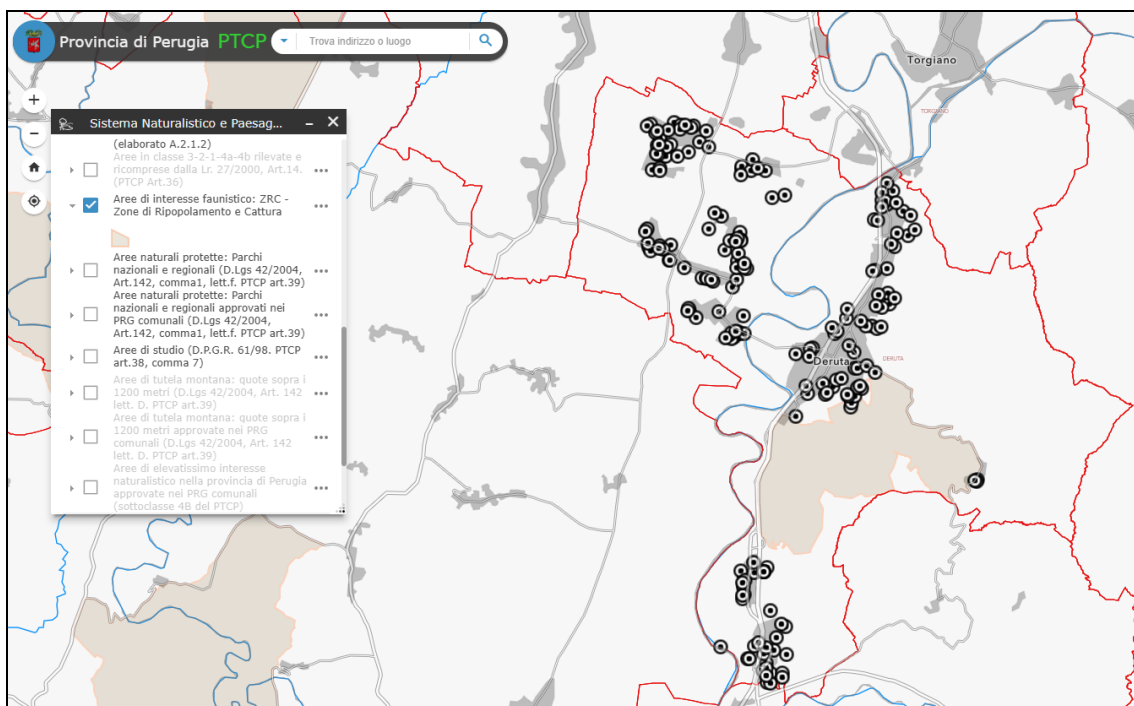 Provincia di Perugia PTCP
Trova indirizzo o luogo
Torgiano
TORGIANO
+
−
Sistema Naturalistico e Paesag...
(elaborato A.2.1.2)
Aree in classe 3-2-1-4a-4b rilevate e
ricomprese dalla Lr. 27/2000, Art.14.
(PTCP Art.36)
Aree di interesse faunistico: ZRC -
Zone di Ripopolamento e Cattura
Aree naturali protette: Parchi
nazionali e regionali (D.Lgs 42/2004,
Art.142, comma1, lett.f. PTCP art.39)
Aree naturali protette: Parchi
nazionali e regionali approvati nei
PRG comunali (D.Lgs 42/2004,
Art.142, comma1, lett.f. PTCP art.39)
Aree di studio (D.P.G.R. 61/98. PTCP
art.38, comma 7)
Aree di tutela montana: quote sopra i
1200 metri (D.Lgs 42/2004, Art. 142
lett. D. PTCP art.39)
Aree di tutela montana: quote sopra i
1200 metri approvate nei PRG
comunali (D.Lgs 42/2004, Art. 142
lett. D. PTCP art.39)
Aree di elevatissimo interesse
naturalistico nella provincia di Perugia
approvate nei PRG comunali
(sottoclasse 4B del PTCP)
Deruta
DERUTA